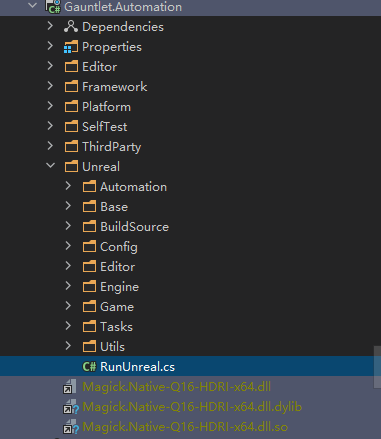 Gauntlet.Automation
Dependencies
Properties
Editor
Framework
Platform
SelfTest
ThirdParty
Unreal
Automation
Base
BuildSource
Config
Editor
Engine
Game
Tasks
Utils
C# RunUnreal.cs
Magick.Native-Q16-HDRI-x64.dll
Magick.Native-Q16-HDRI-x64.dll.dylib
Magick.Native-Q16-HDRI-x64.dll.so